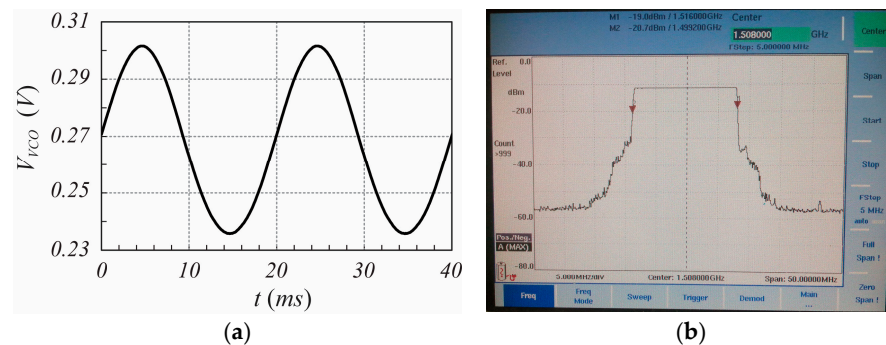 0.31
0.29
0.27
0.25
0.23
V_VCO (V)
0
10
20
30
40
t (ms)
(a)
M1 -19.0dBm / 1.516000GHz Center
M2 -20.7dBm / 1.499200GHz
1.508000 GHz
fStep: 5.000000 MHz
Center
Ref. 0.0
Level
dBm
-20.0
Count
>999
-40.0
-60.0
Pos./Neg.
A (MAX)
-80.0
5.000MHz/DIV Center: 1.508000GHz Span: 50.00000MHz
Span
Start
Stop
FStep
5 MHz
auto
Full
Span !
Zero
Span !
Freq
Freq
Mode
Sweep
Trigger
Demod
Main
...
(b)